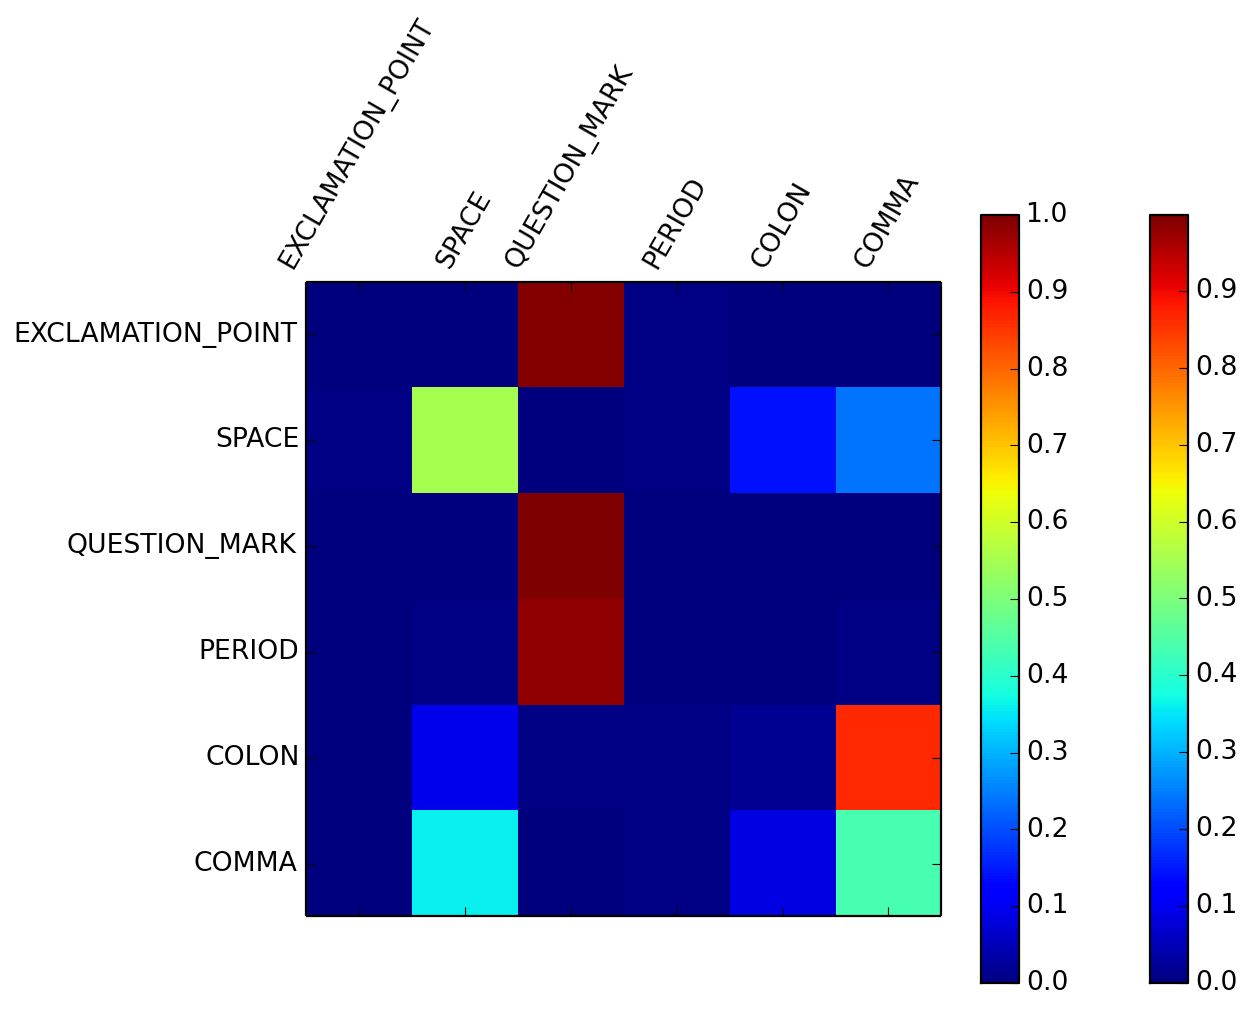 EXCLAMATION_POINT
SPACE
QUESTION_MARK
PERIOD
COLON
COMMA
EXCLAMATION_POINT
SPACE
QUESTION_MARK
PERIOD
COLON
COMMA
1.0
0.9
0.8
0.7
0.6
0.5
0.4
0.3
0.2
0.1
0.0
0.9
0.8
0.7
0.6
0.5
0.4
0.3
0.2
0.1
0.0